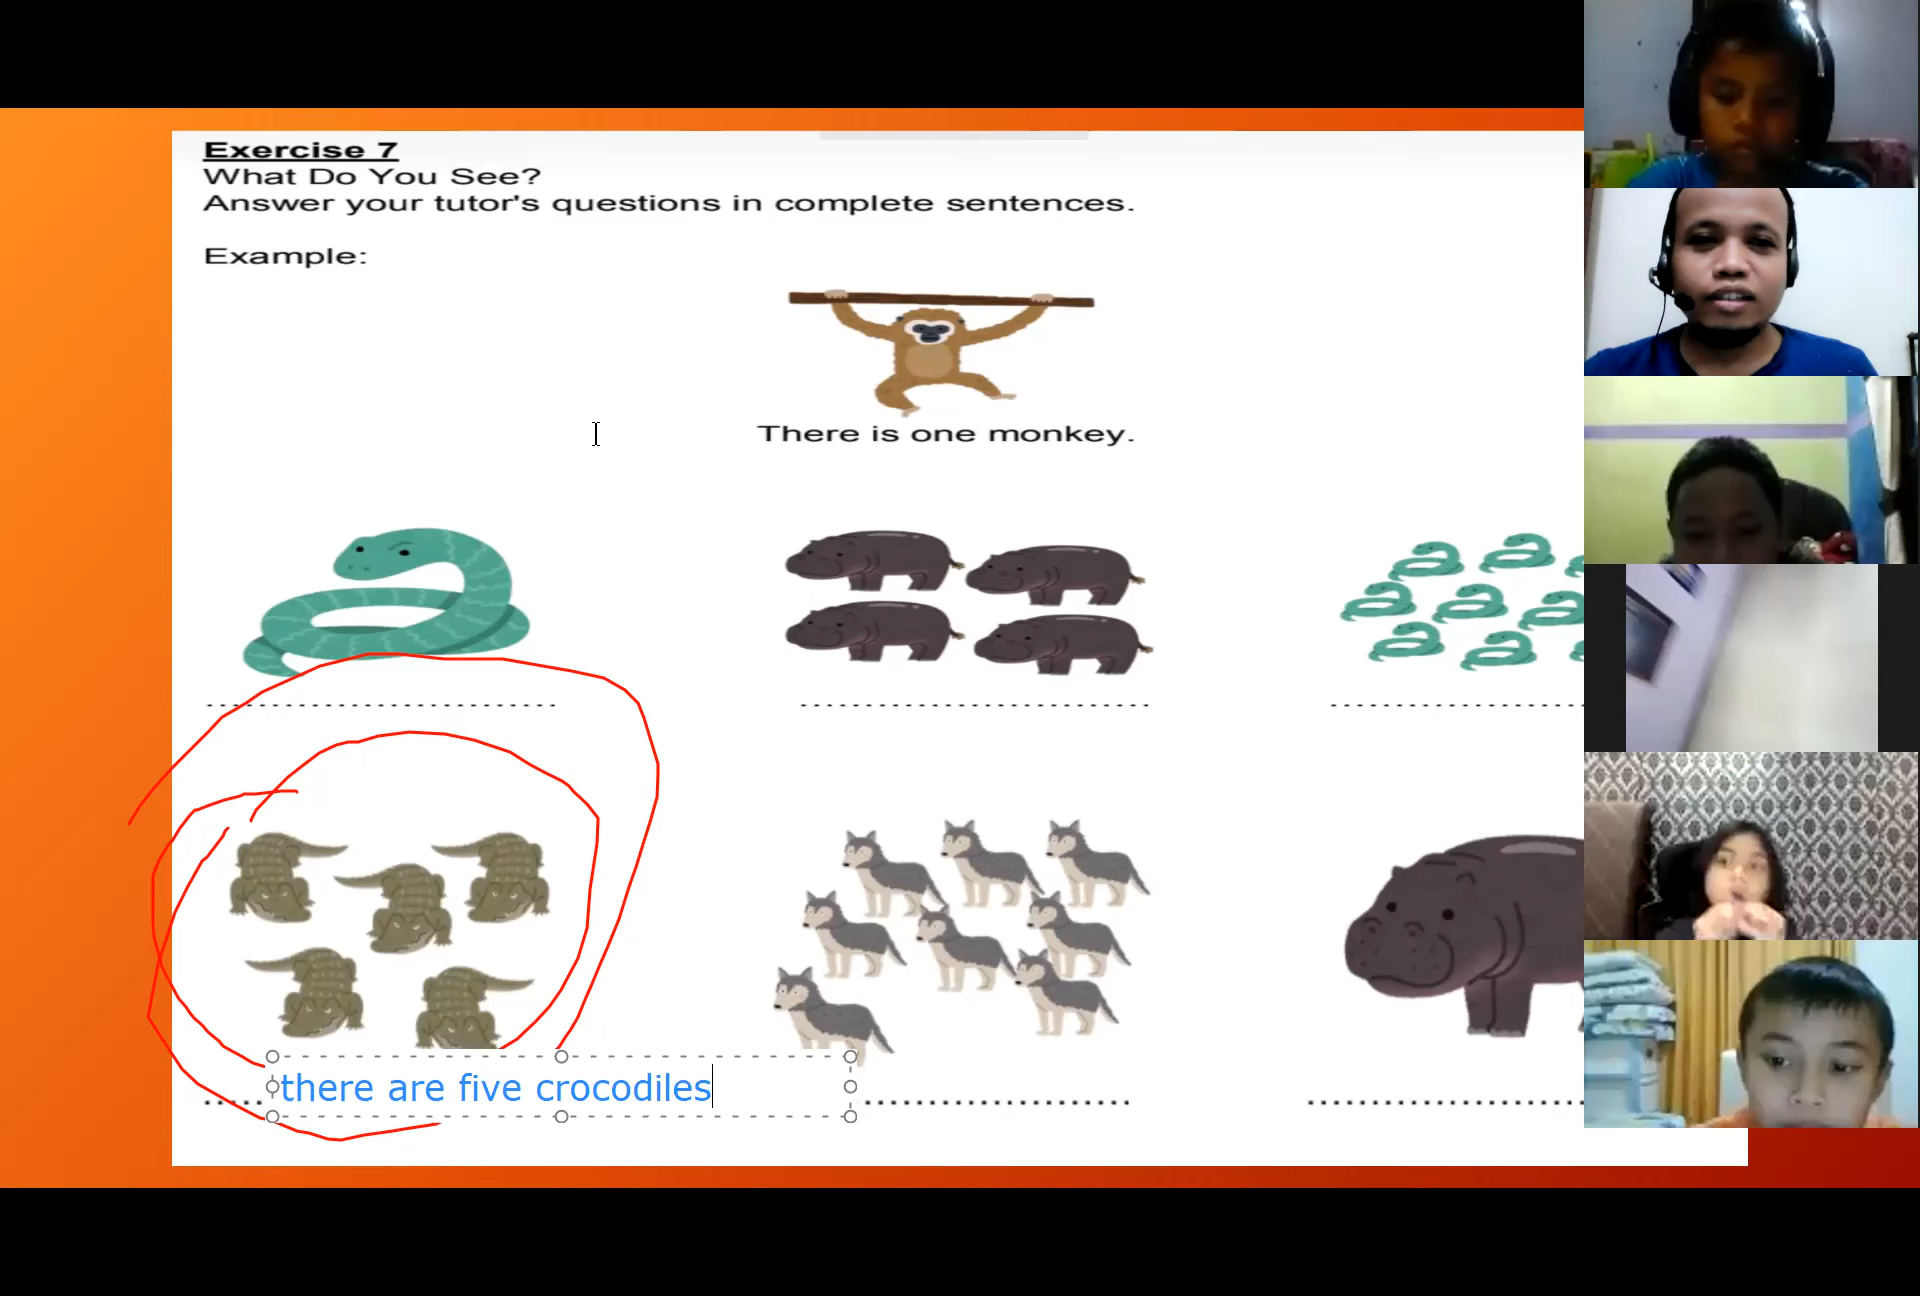 Exercise 7
What Do You See?
Answer your tutor's questions in complete sentences.
Example:
There is one monkey.
there are five crocodiles